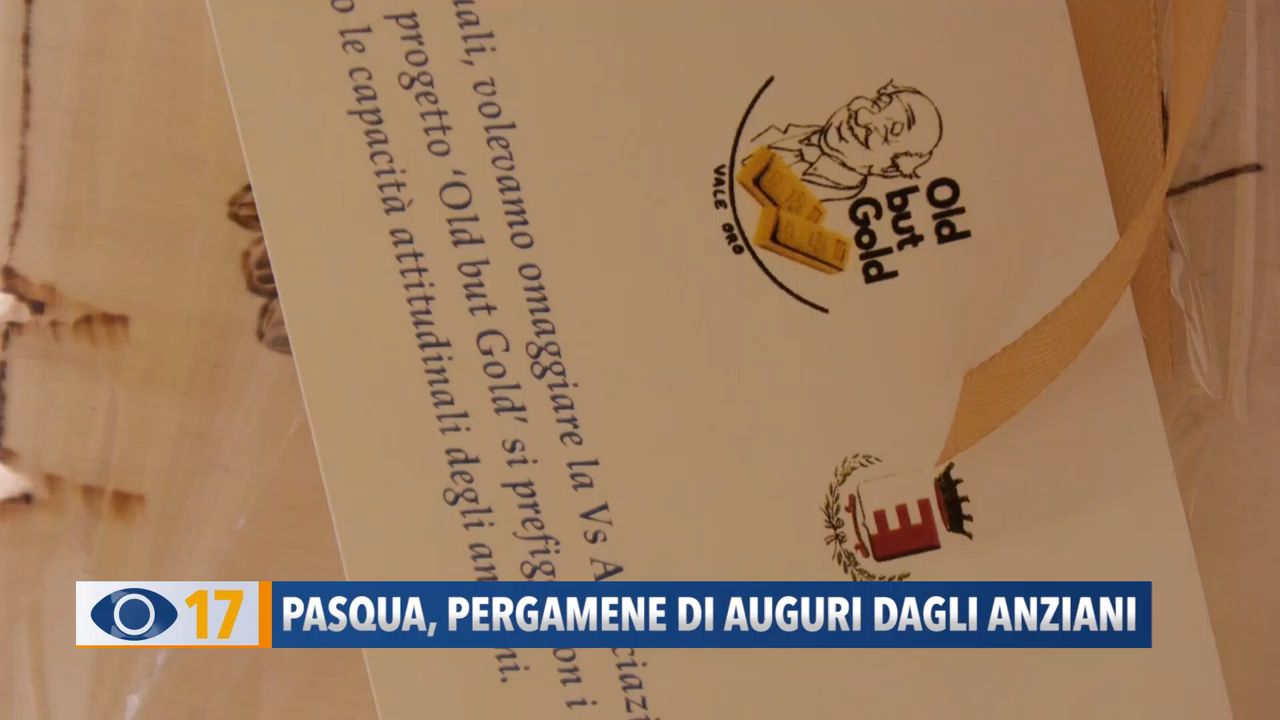 Old
but
Gold
VALE ORO
E
uali, volevamo omaggiare la Vs A
progetto ‘Old but Gold’ si prefig
o le capacità attitudinali degli an
17 PASQUA, PERGAMENE DI AUGURI DAGLI ANZIANI